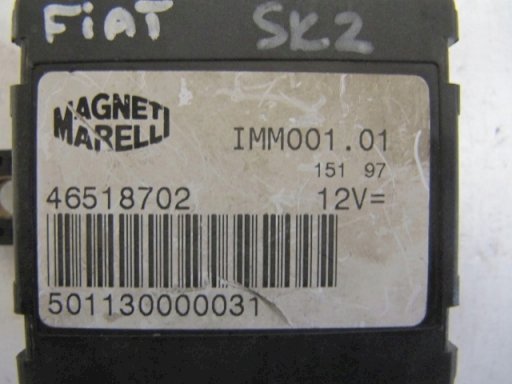 FiAT SK2
MAGNETI
MARELLI
IMM001.01
151 97
46518702 12V=
501130000031